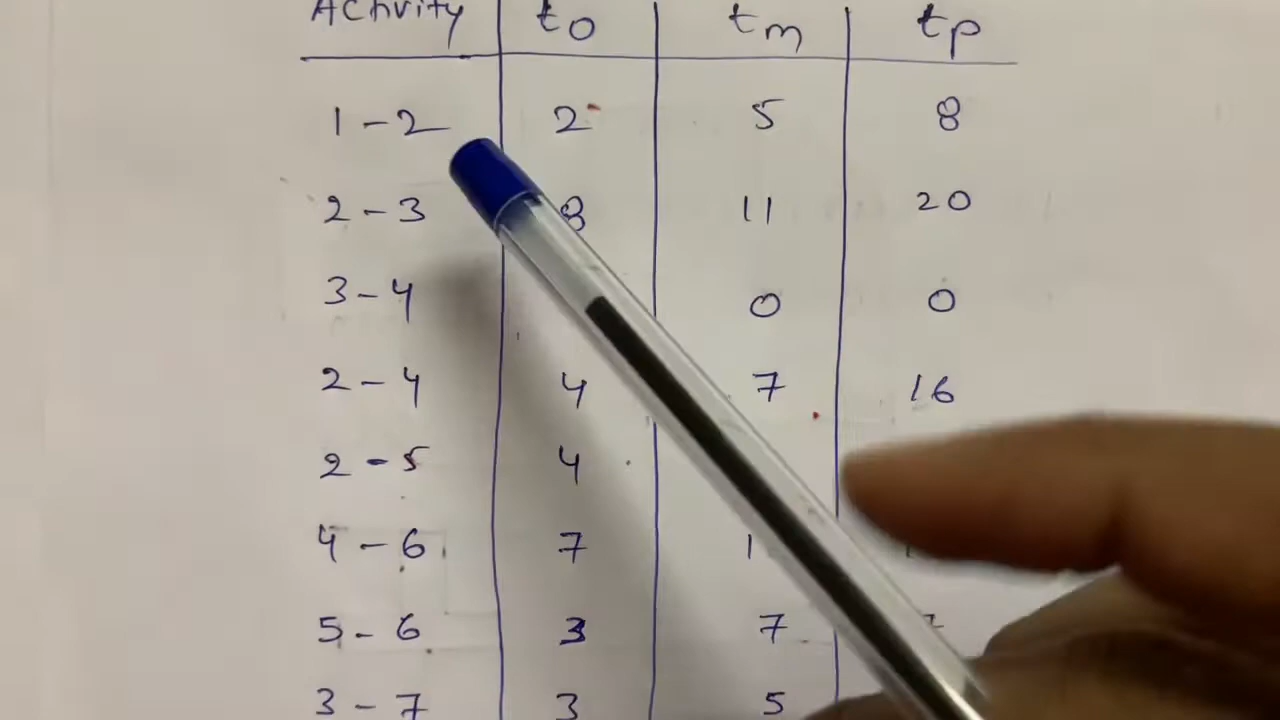 Activity to tm tp
1-2 2 5 8
2-3 8 11 20
3-4 0 0
2-4 4 7 16
2-5 4
4-6 7
5-6 3 7
3-7 3 5